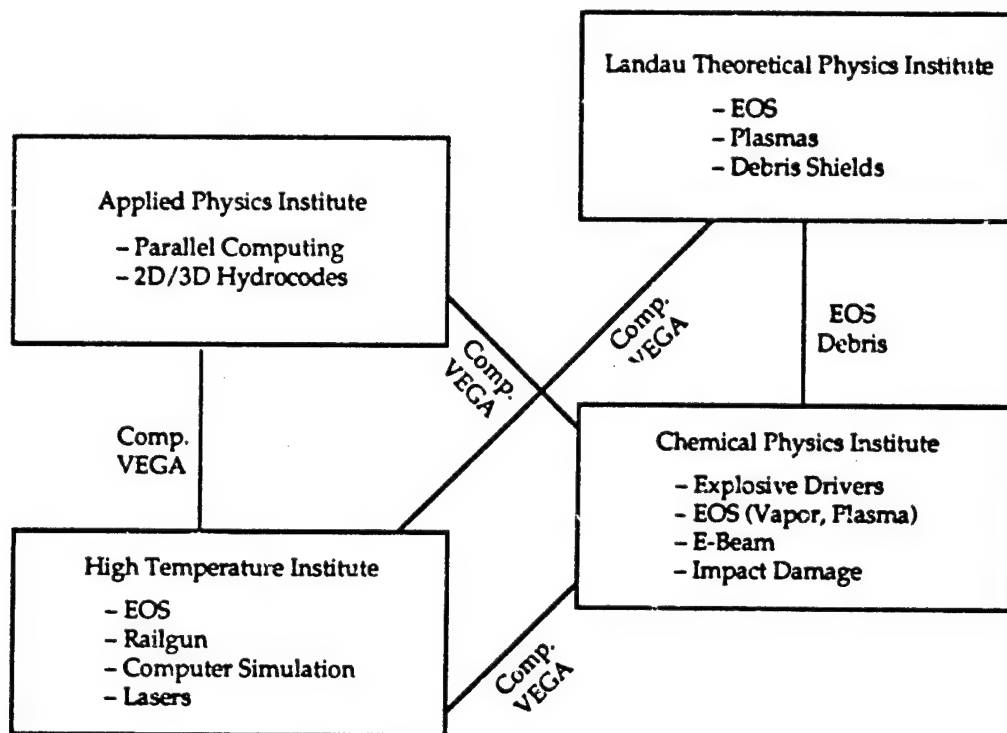 Landau Theoretical Physics Institute
– EOS
– Plasmas
– Debris Shields
Applied Physics Institute
– Parallel Computing
– 2D/3D Hydrocodes
Comp.
VEGA
Comp.
VEGA
EOS
Debris
Comp.
VEGA
Chemical Physics Institute
– Explosive Drivers
– EOS (Vapor, Plasma)
– E-Beam
– Impact Damage
High Temperature Institute
– EOS
– Railgun
– Computer Simulation
– Lasers
Comp.
VEGA